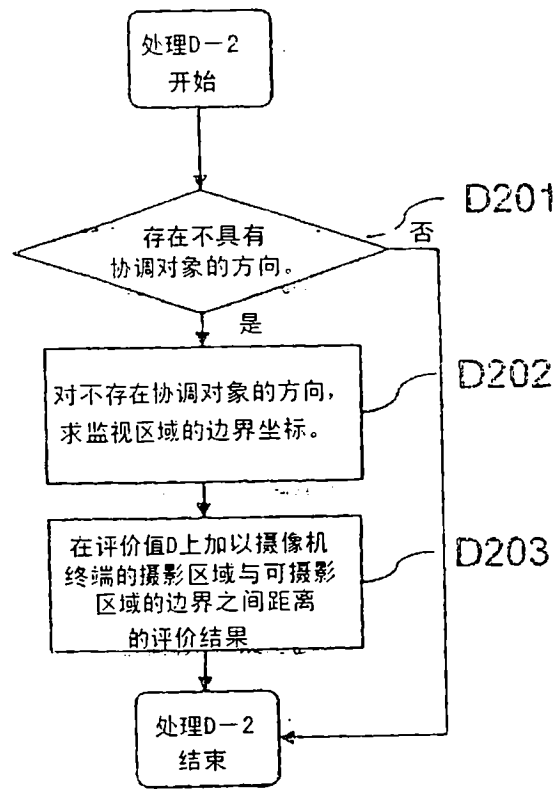 处理D－2
开始
D201
存在不具有
协调对象的方向。
否
是
D202
对不存在协调对象的方向，
求监视区域的边界坐标。
D203
在评价值D上加以摄像机
终端的摄影区域与可摄影
区域的边界之间距离
的评价结果
处理D－2
结束